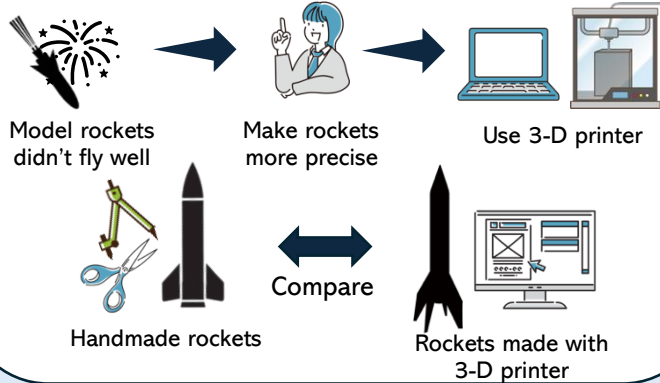 Model rockets
didn't fly well
Make rockets
more precise
Use 3-D printer
Compare
Handmade rockets
Rockets made with
3-D printer